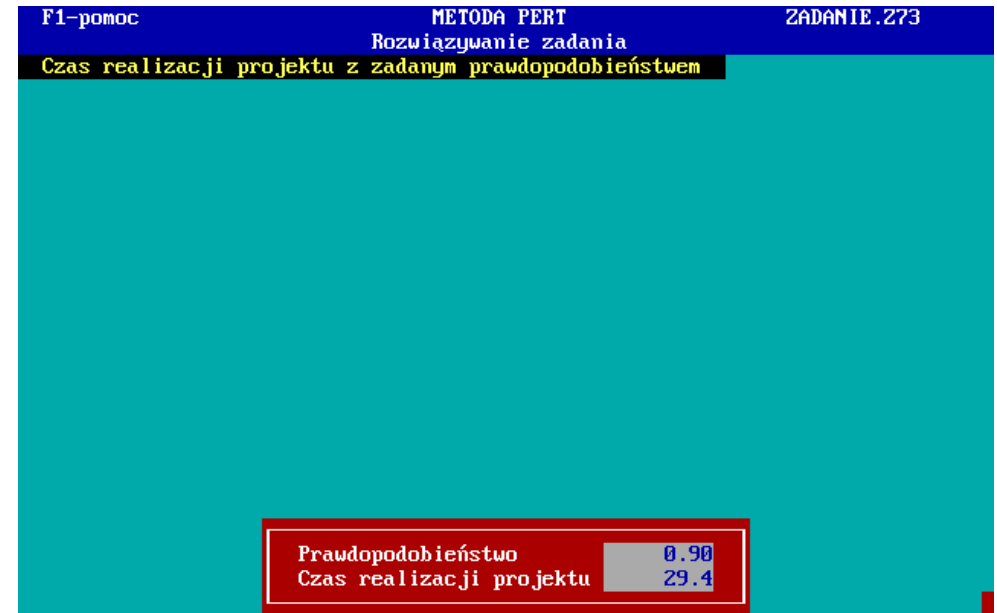 F1-pomoc METODA PERT ZADANIE.Z73
Rozwiązywanie zadania
Czas realizacji projektu z zadanym prawdopodobieństwem
Prawdopodobieństwo 0.90
Czas realizacji projektu 29.4